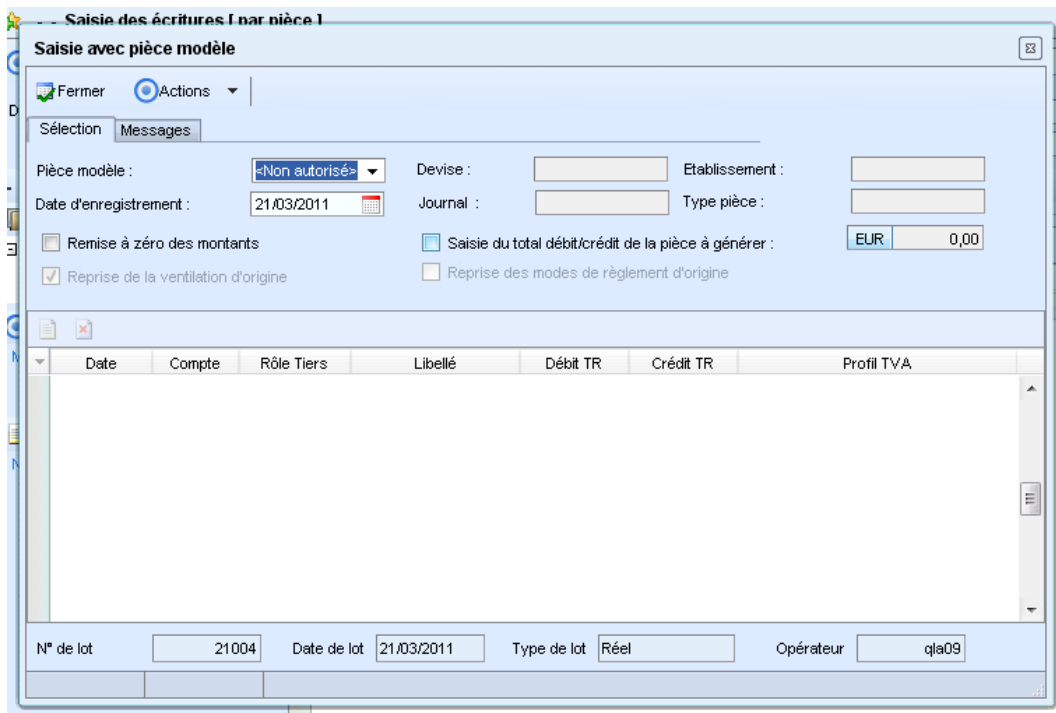 - - Saisie des écritures [ par pièce ]
Saisie avec pièce modèle
Fermer Actions
D
Sélection Messages
Pièce modèle : <Non autorisé> Devise : Etablissement :
Date d'enregistrement : 21/03/2011 Journal : Type pièce :
Remise à zéro des montants Saisie du total débit/crédit de la pièce à générer : EUR 0,00
Reprise de la ventilation d'origine Reprise des modes de règlement d'origine
Date Compte Rôle Tiers Libellé Débit TR Crédit TR Profil TVA
N° de lot 21004 Date de lot 21/03/2011 Type de lot Réel Opérateur qla09